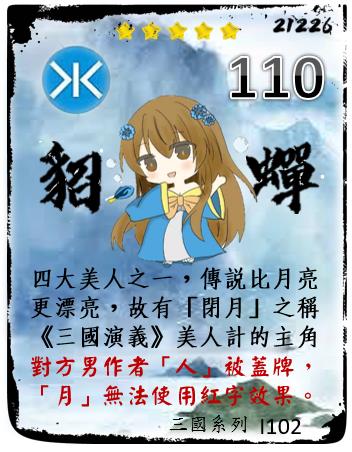 21226
110
貂蟬
四大美人之一，傳說比月亮
更漂亮，故有「閉月」之稱
《三國演義》美人計的主角
對方男作者「人」被蓋牌，
「月」無法使用紅字效果。
三國系列 I102